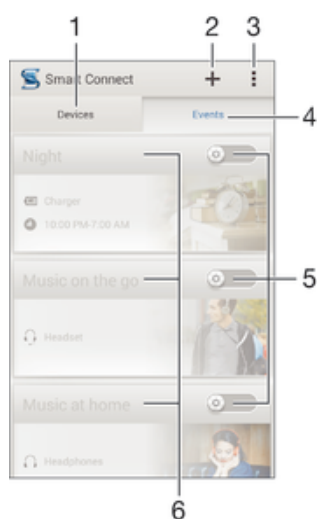 1 2 3
Smart Connect
Devices Events 4
Night
Charger
10:00 PM-7:00 AM
Music on the go 5
Headset
Music at home
Headphones
6